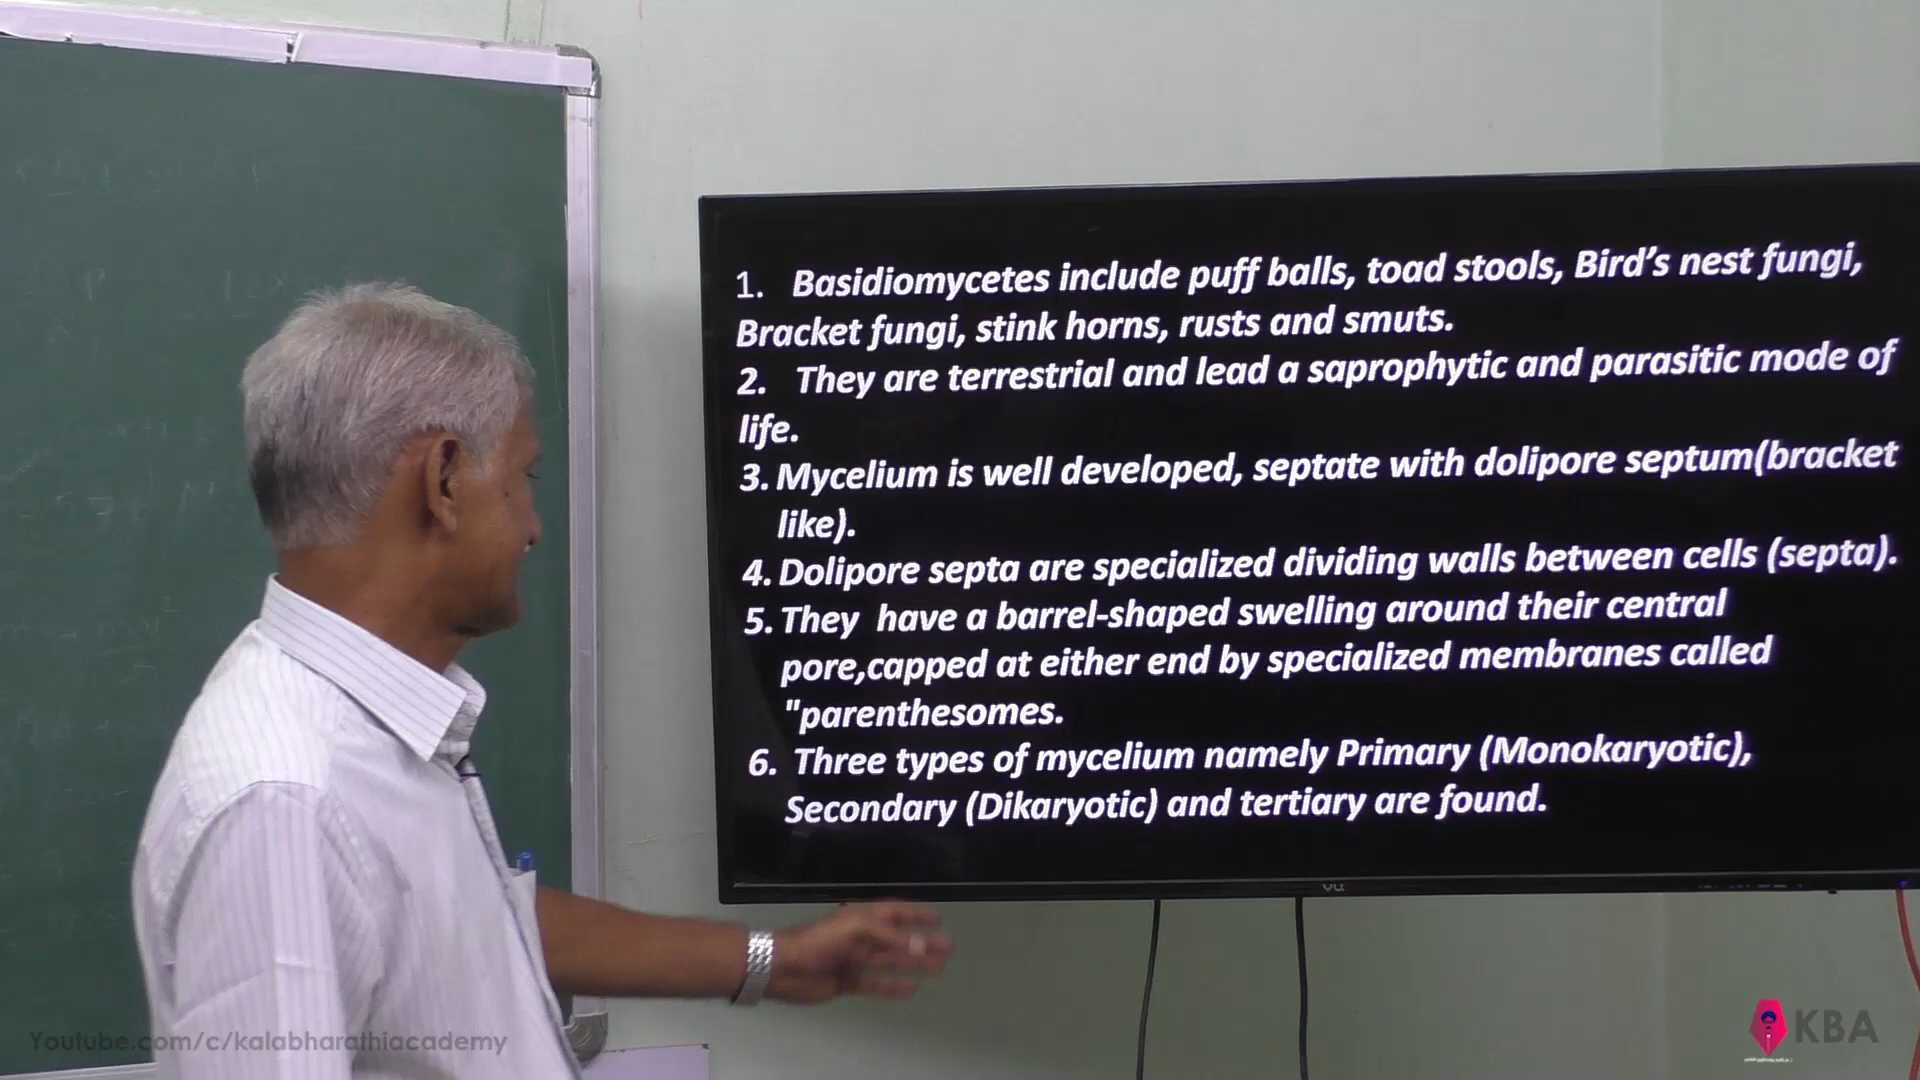 1. Basidiomycetes include puff balls, toad stools, Bird’s nest fungi,
Bracket fungi, stink horns, rusts and smuts.
2. They are terrestrial and lead a saprophytic and parasitic mode of
life.
3. Mycelium is well developed, septate with dolipore septum(bracket
like).
4. Dolipore septa are specialized dividing walls between cells (septa).
5. They have a barrel-shaped swelling around their central
pore,capped at either end by specialized membranes called
"parenthesomes.
6. Three types of mycelium namely Primary (Monokaryotic),
Secondary (Dikaryotic) and tertiary are found.
Youtube.com/c/kalabharathiacademy
KBA